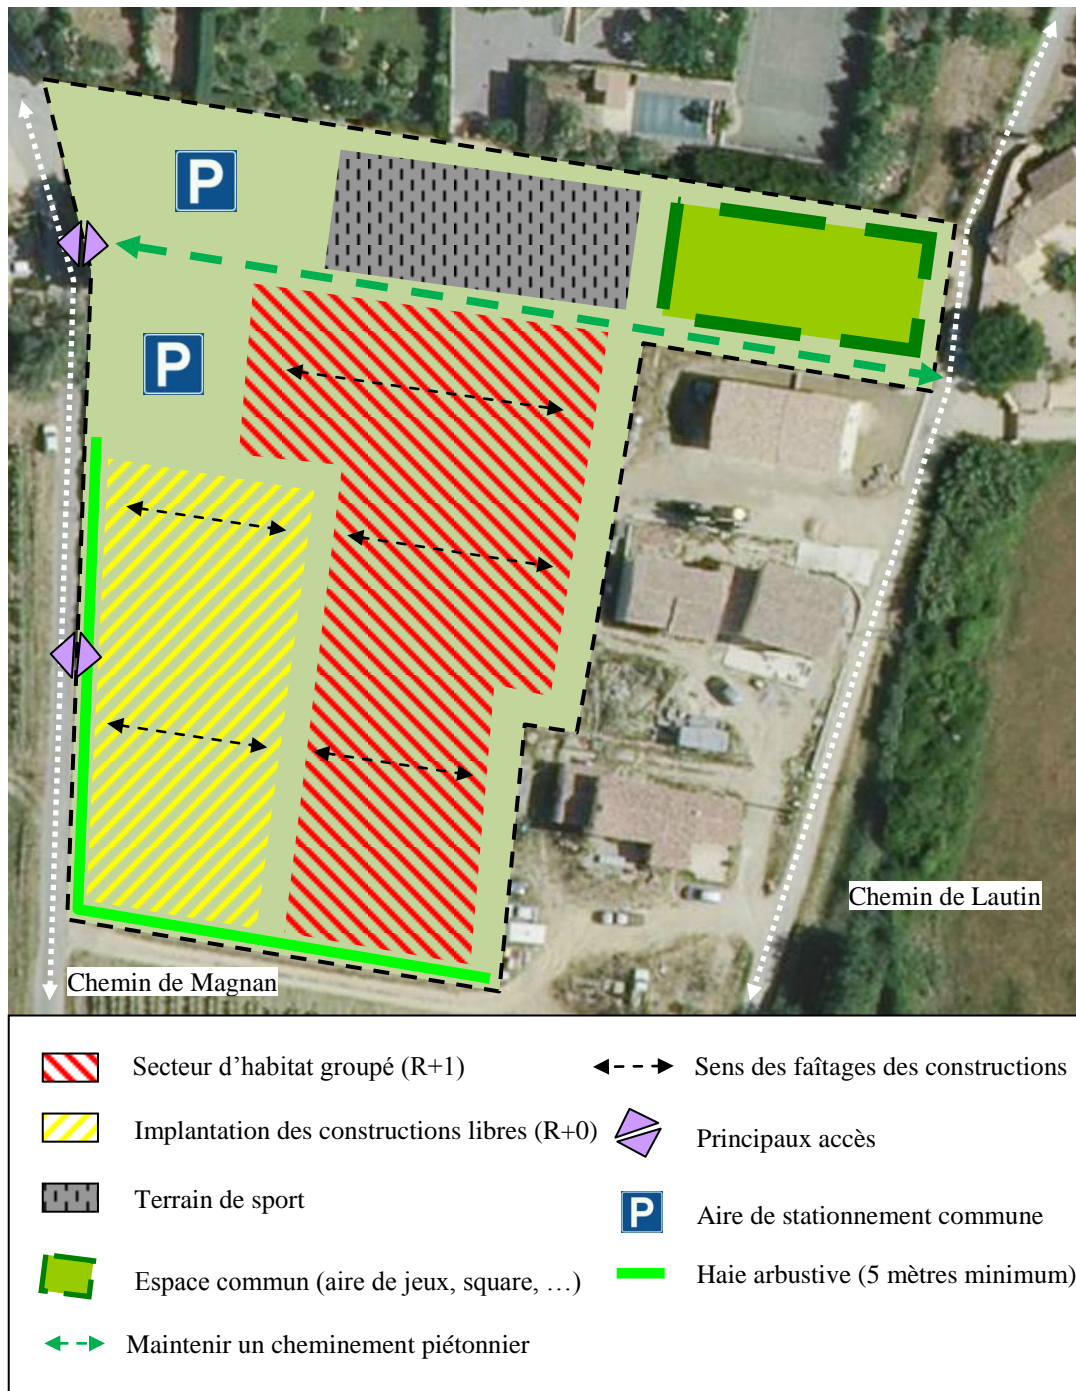 P
P
Chemin de Lautin
Chemin de Magnan
Secteur d'habitat groupé (R+1)
Implantation des constructions libres (R+0)
Terrain de sport
Espace commun (aire de jeux, square, …)
Maintenir un cheminement piétonnier
Sens des faîtages des constructions
Principaux accès
P Aire de stationnement commune
Haie arbustive (5 mètres minimum)